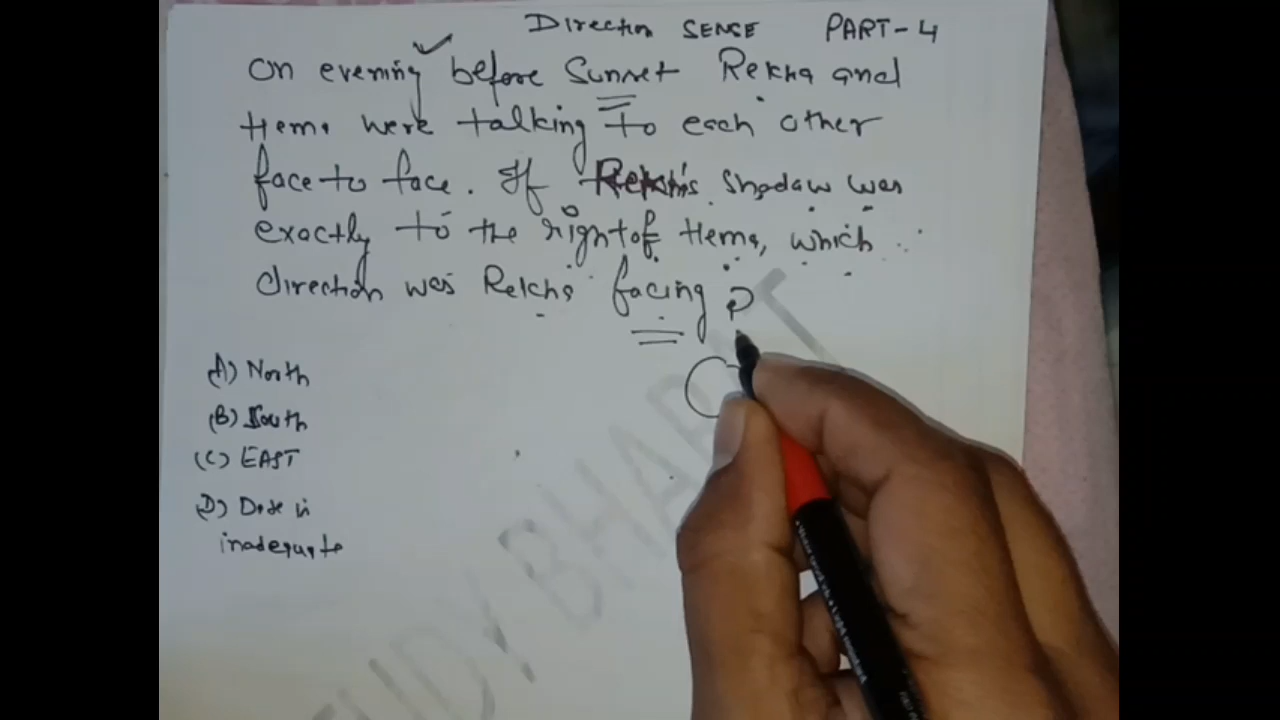 Direction SENSE PART-4
On evening before Sunset Rekha and
Hema were talking to each other
face to face. If Rekha's Shadow was
exactly to the right of Hema, which
direction was Rekha facing ?
(A) North
(B) South
(C) EAST
(D) Data is
inadequate
STUDY BHARAT